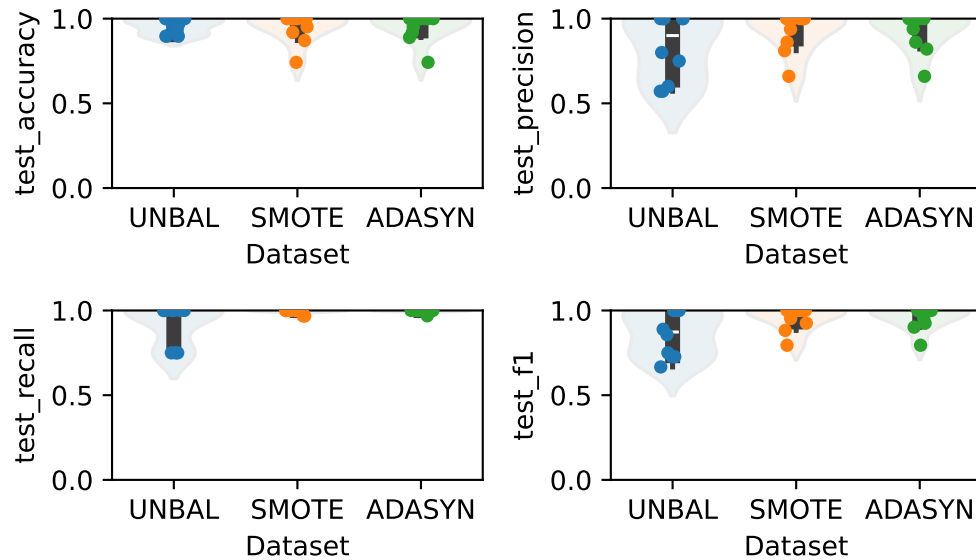 test_accuracy
1.0
0.5
0.0
UNBAL SMOTE ADASYN
Dataset
test_precision
1.0
0.5
0.0
UNBAL SMOTE ADASYN
Dataset
test_recall
1.0
0.5
0.0
UNBAL SMOTE ADASYN
Dataset
test_f1
1.0
0.5
0.0
UNBAL SMOTE ADASYN
Dataset